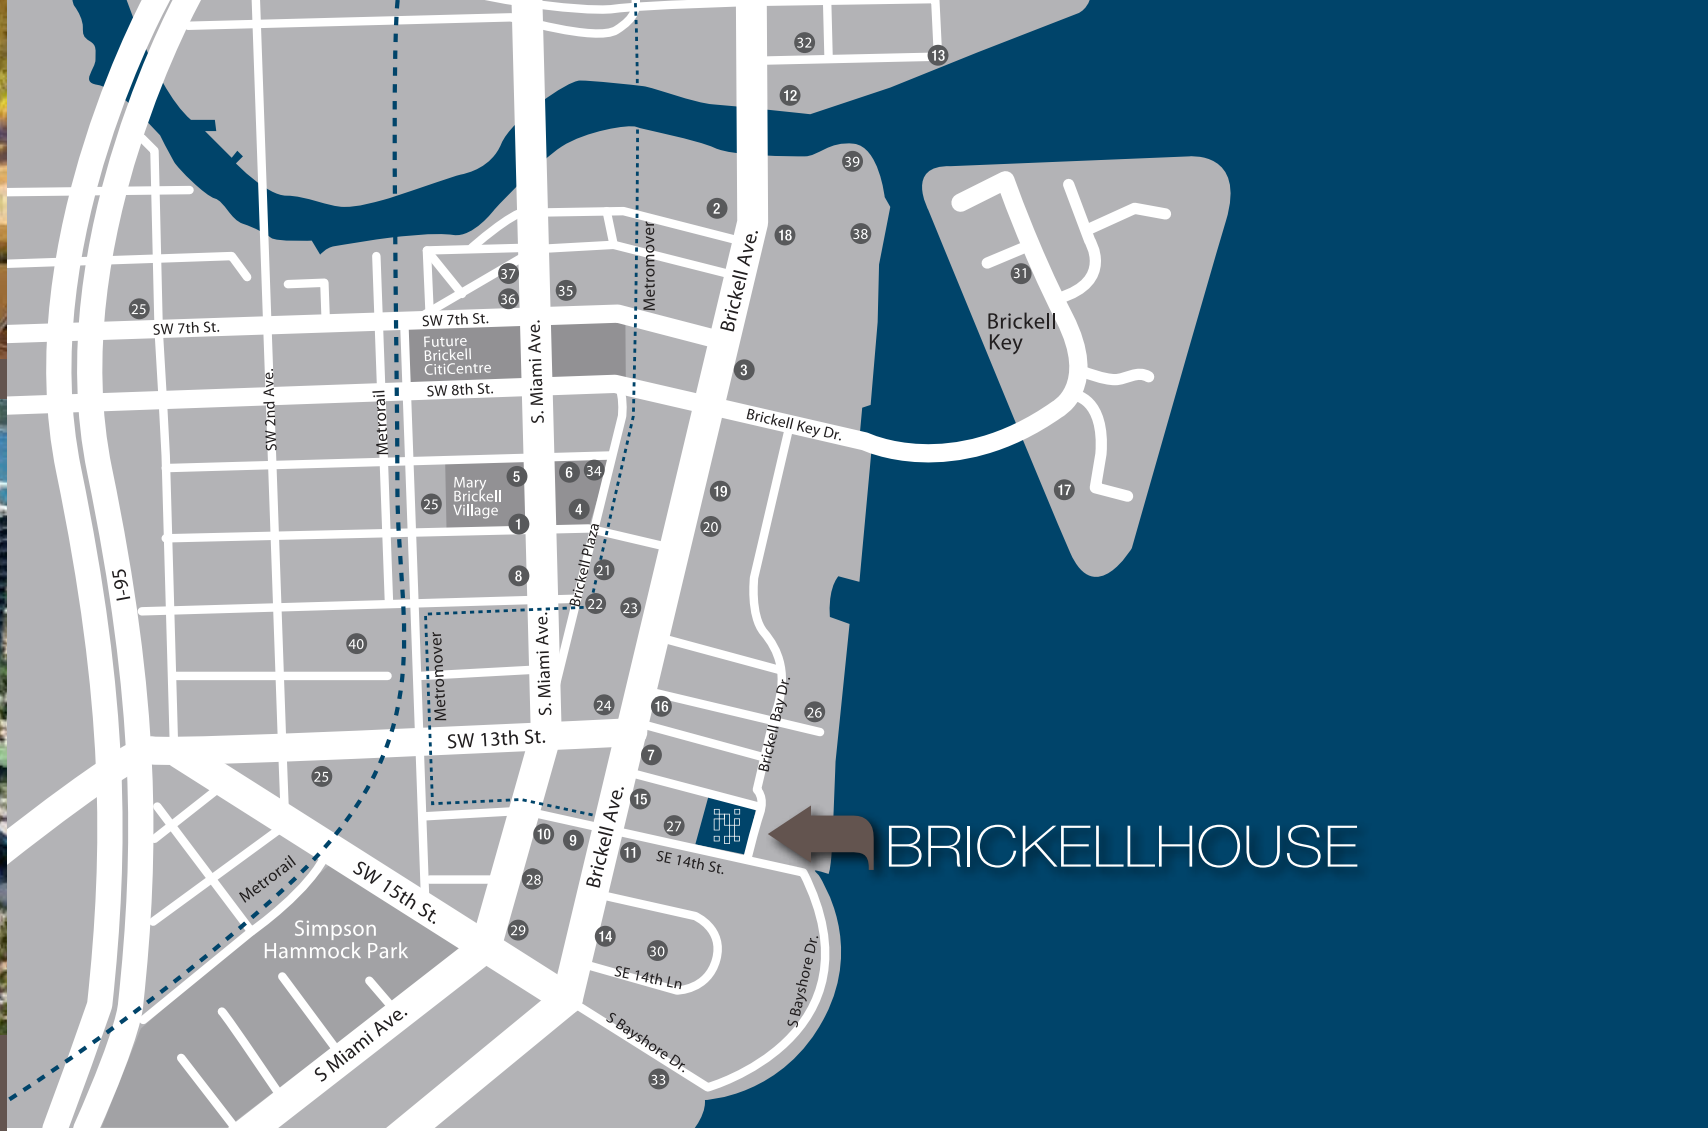 32
13
12
39
2
Metromover
18
38
Brickell Ave.
37
31
36
35
25
SW 7th St.
SW 7th St.
Brickell
Key
Future
Brickell
CitiCentre
S. Miami Ave.
3
SW 2nd Ave.
Metrorail
SW 8th St.
Brickell Key Dr.
5
6
34
Mary
Brickell
Village
19
17
25
4
1
20
Brickell Plaza
I-95
8
21
22
23
40
Metromover
S. Miami Ave.
24
16
Brickell Bay Dr.
26
SW 13th St.
7
25
15
Brickell Ave.
27
10
9
11
SE 14th St.
BRICKELLHOUSE
Metrorail
SW 15th St.
28
Simpson
Hammock Park
29
14
30
SE 14th Ln
S Bayshore Dr.
S Miami Ave.
S Bayshore Dr.
33